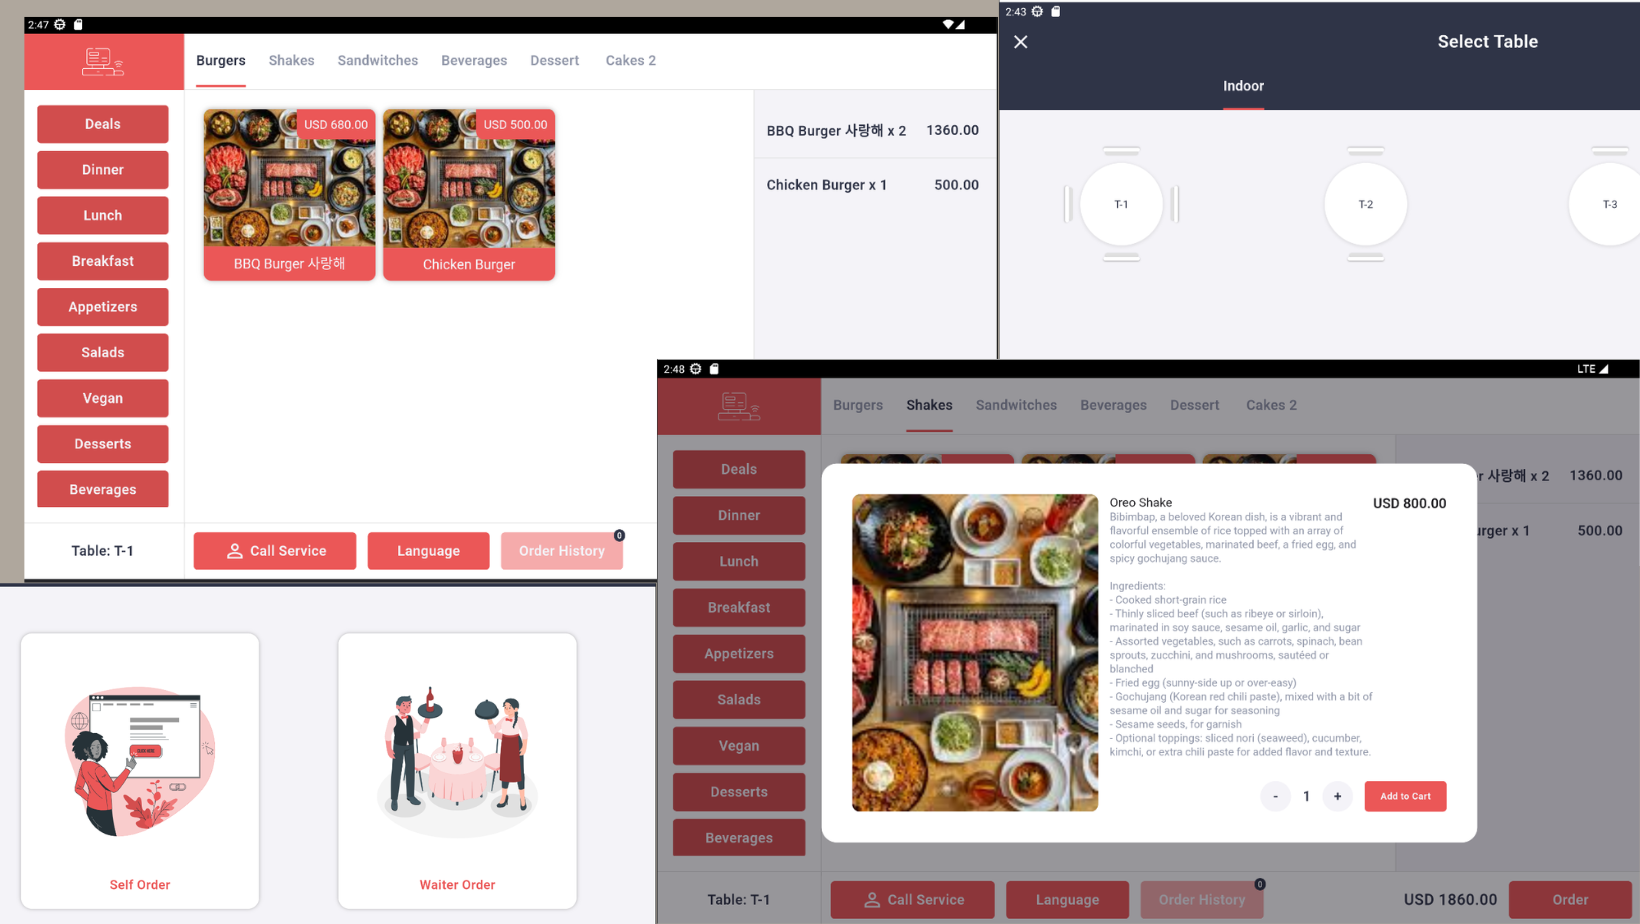 2:47
Burgers Shakes Sandwitches Beverages Dessert Cakes 2
Deals
Dinner
Lunch
Breakfast
Appetizers
Salads
Vegan
Desserts
Beverages
USD 680.00
BBQ Burger 사랑해
USD 500.00
Chicken Burger
BBQ Burger 사랑해 x 2 1360.00
Chicken Burger x 1 500.00
Table: T-1
Call Service
Language
Order History
0
2:43
Select Table
Indoor
T-1
T-2
T-3
Self Order
Waiter Order
2:48
LTE
Burgers Shakes Sandwitches Beverages Dessert Cakes 2
Deals
Dinner
Lunch
Breakfast
Appetizers
Salads
Vegan
Desserts
Beverages
사랑해 x 2 1360.00
urger x 1 500.00
Oreo Shake
USD 800.00
Bibimbap, a beloved Korean dish, is a vibrant and
flavorful ensemble of rice topped with an array of
colorful vegetables, marinated beef, a fried egg, and
spicy gochujang sauce.
Ingredients:
- Cooked short-grain rice
- Thinly sliced beef (such as ribeye or sirloin),
marinated in soy sauce, sesame oil, garlic, and sugar
- Assorted vegetables, such as carrots, spinach, bean
sprouts, zucchini, and mushrooms, sautéed or
blanched
- Fried egg (sunny-side up or over-easy)
- Gochujang (Korean red chili paste), mixed with a bit of
sesame oil and sugar for seasoning
- Sesame seeds, for garnish
- Optional toppings: sliced nori (seaweed), cucumber,
kimchi, or extra chili paste for added flavor and texture.
- 1 +
Add to Cart
Table: T-1
Call Service
Language
Order History
0
USD 1860.00
Order